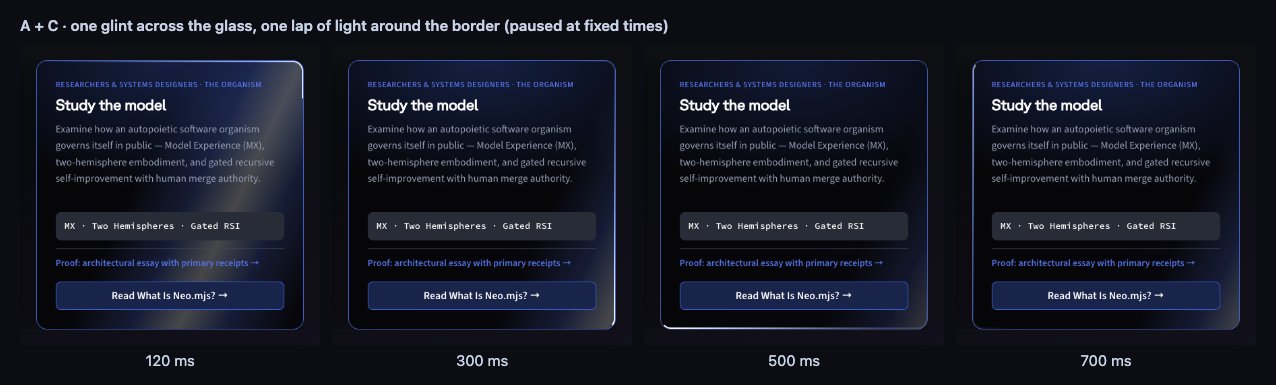 A + C · one glint across the glass, one lap of light around the border (paused at fixed times)
RESEARCHERS & SYSTEMS DESIGNERS · THE ORGANISM
Study the model
Examine how an autopoietic software organism
governs itself in public — Model Experience (MX),
two-hemisphere embodiment, and gated recursive
self-improvement with human merge authority.
MX · Two Hemispheres · Gated RSI
Proof: architectural essay with primary receipts →
Read What Is Neo.mjs? →
120 ms
RESEARCHERS & SYSTEMS DESIGNERS · THE ORGANISM
Study the model
Examine how an autopoietic software organism
governs itself in public — Model Experience (MX),
two-hemisphere embodiment, and gated recursive
self-improvement with human merge authority.
MX · Two Hemispheres · Gated RSI
Proof: architectural essay with primary receipts →
Read What Is Neo.mjs? →
300 ms
RESEARCHERS & SYSTEMS DESIGNERS · THE ORGANISM
Study the model
Examine how an autopoietic software organism
governs itself in public — Model Experience (MX),
two-hemisphere embodiment, and gated recursive
self-improvement with human merge authority.
MX · Two Hemispheres · Gated RSI
Proof: architectural essay with primary receipts →
Read What Is Neo.mjs? →
500 ms
RESEARCHERS & SYSTEMS DESIGNERS · THE ORGANISM
Study the model
Examine how an autopoietic software organism
governs itself in public — Model Experience (MX),
two-hemisphere embodiment, and gated recursive
self-improvement with human merge authority.
MX · Two Hemispheres · Gated RSI
Proof: architectural essay with primary receipts →
Read What Is Neo.mjs? →
700 ms